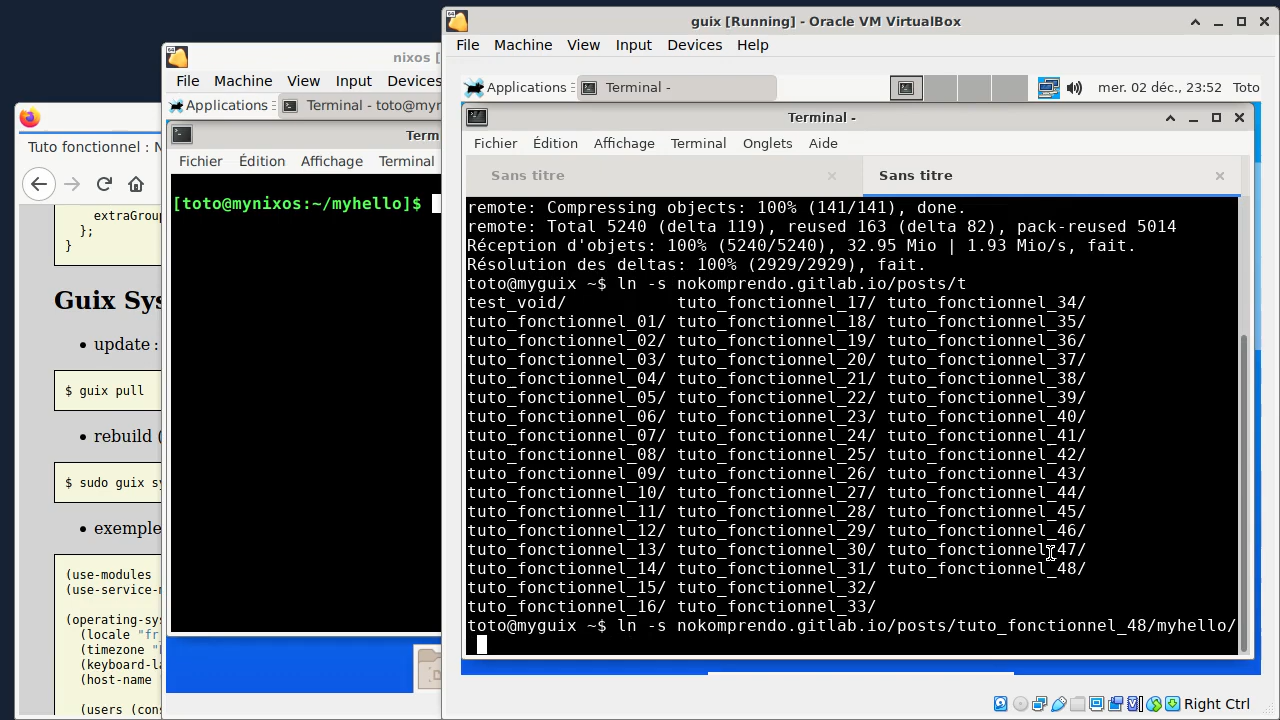 guix [Running] - Oracle VM VirtualBox
File Machine View Input Devices Help
Applications Terminal - mer. 02 déc., 23:52 Toto
Terminal -
Fichier Édition Affichage Terminal Onglets Aide
Sans titre Sans titre
remote: Compressing objects: 100% (141/141), done.
remote: Total 5240 (delta 119), reused 163 (delta 82), pack-reused 5014
Réception d'objets: 100% (5240/5240), 32.95 Mio | 1.93 Mio/s, fait.
Résolution des deltas: 100% (2929/2929), fait.
toto@myguix ~$ ln -s nokomprendo.gitlab.io/posts/t
test_void/ tuto_fonctionnel_17/ tuto_fonctionnel_34/
tuto_fonctionnel_01/ tuto_fonctionnel_18/ tuto_fonctionnel_35/
tuto_fonctionnel_02/ tuto_fonctionnel_19/ tuto_fonctionnel_36/
tuto_fonctionnel_03/ tuto_fonctionnel_20/ tuto_fonctionnel_37/
tuto_fonctionnel_04/ tuto_fonctionnel_21/ tuto_fonctionnel_38/
tuto_fonctionnel_05/ tuto_fonctionnel_22/ tuto_fonctionnel_39/
tuto_fonctionnel_06/ tuto_fonctionnel_23/ tuto_fonctionnel_40/
tuto_fonctionnel_07/ tuto_fonctionnel_24/ tuto_fonctionnel_41/
tuto_fonctionnel_08/ tuto_fonctionnel_25/ tuto_fonctionnel_42/
tuto_fonctionnel_09/ tuto_fonctionnel_26/ tuto_fonctionnel_43/
tuto_fonctionnel_10/ tuto_fonctionnel_27/ tuto_fonctionnel_44/
tuto_fonctionnel_11/ tuto_fonctionnel_28/ tuto_fonctionnel_45/
tuto_fonctionnel_12/ tuto_fonctionnel_29/ tuto_fonctionnel_46/
tuto_fonctionnel_13/ tuto_fonctionnel_30/ tuto_fonctionnel_47/
tuto_fonctionnel_14/ tuto_fonctionnel_31/ tuto_fonctionnel_48/
tuto_fonctionnel_15/ tuto_fonctionnel_32/
tuto_fonctionnel_16/ tuto_fonctionnel_33/
toto@myguix ~$ ln -s nokomprendo.gitlab.io/posts/tuto_fonctionnel_48/myhello/
Right Ctrl
nixos [
File Machine View Input Devices
Applications Terminal - toto@myn
Term
Fichier Édition Affichage Terminal
[toto@mynixos:~/myhello]$
Tuto fonctionnel : N
extraGroup
};
}
Guix Sys
• update :
$ guix pull
• rebuild (
$ sudo guix sy
• exemple
(use-modules
(use-service-m
(operating-sys
(locale "fr_
(timezone "E
(keyboard-la
(host-name
(users (cons